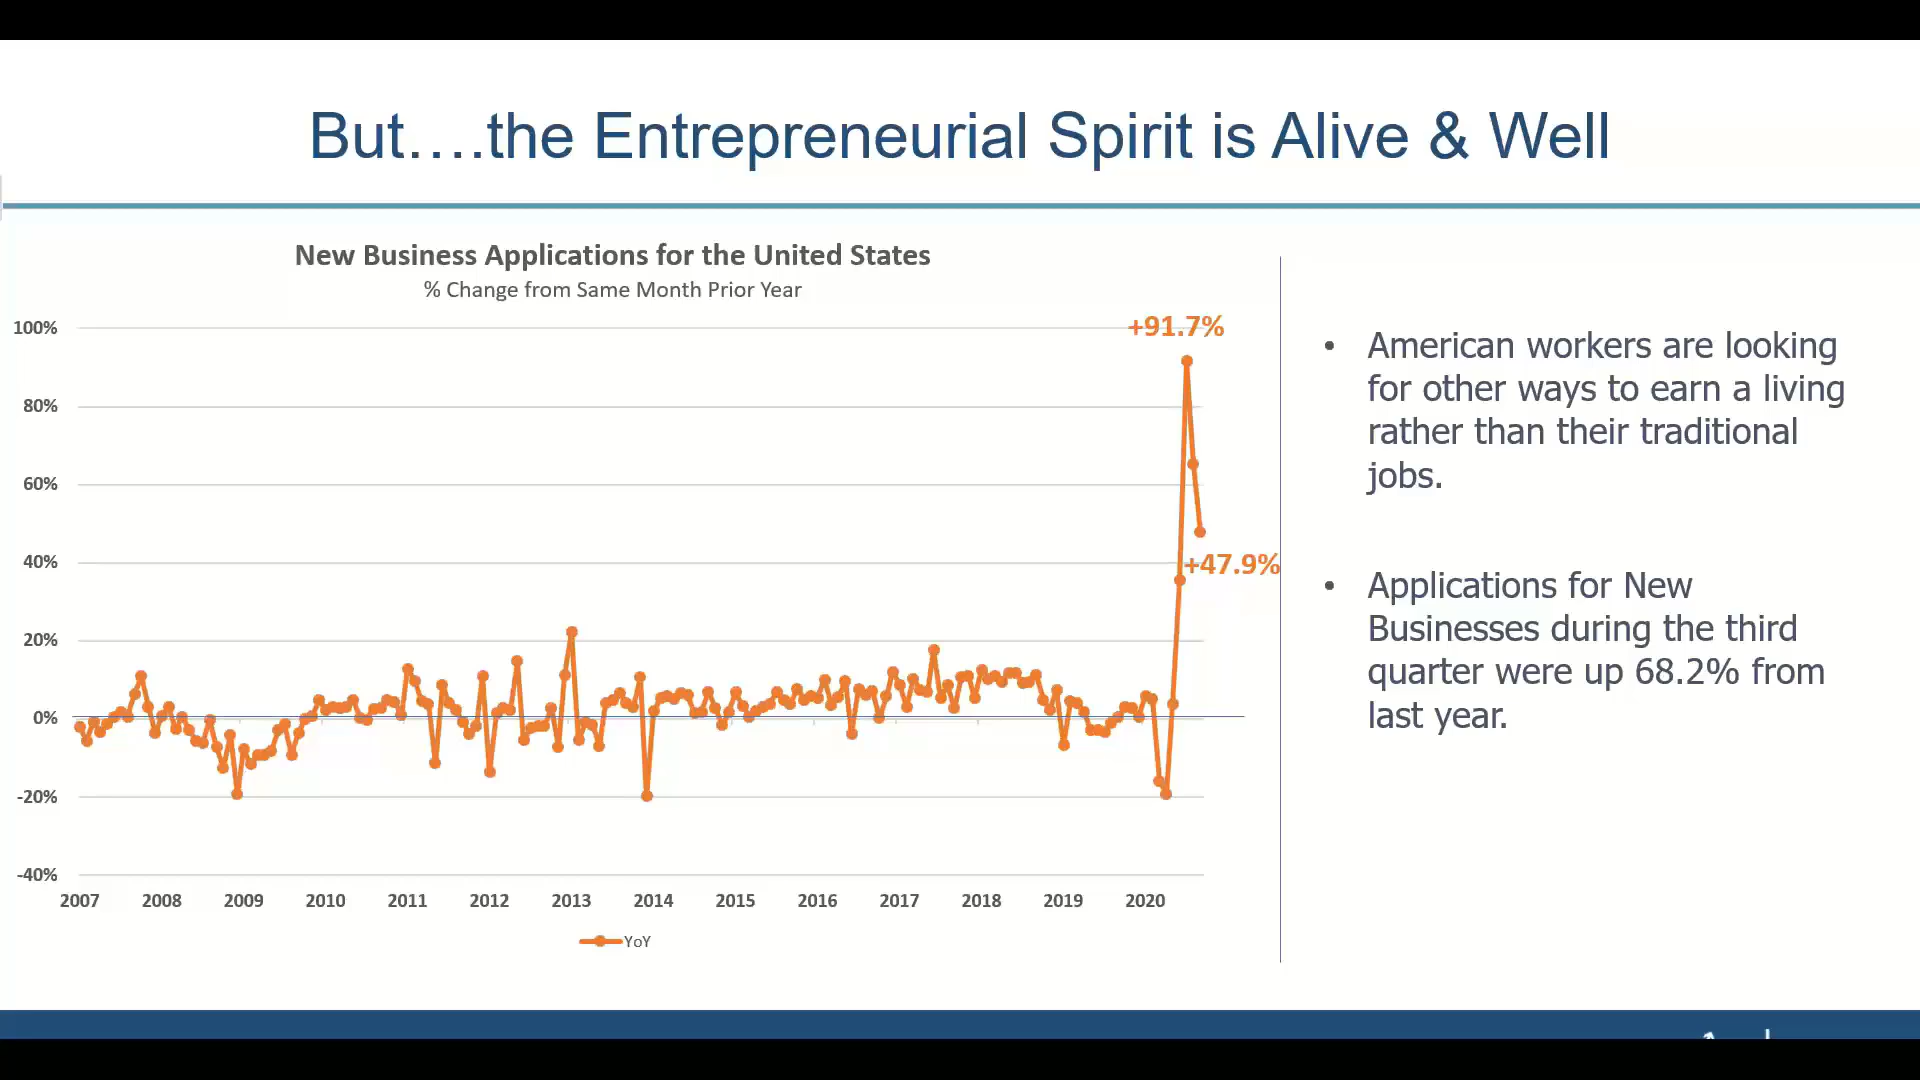 But….the Entrepreneurial Spirit is Alive & Well
New Business Applications for the United States
% Change from Same Month Prior Year
100%
80%
60%
40%
20%
0%
-20%
-40%
+91.7%
+47.9%
2007 2008 2009 2010 2011 2012 2013 2014 2015 2016 2017 2018 2019 2020
YoY
• American workers are looking
for other ways to earn a living
rather than their traditional
jobs.
• Applications for New
Businesses during the third
quarter were up 68.2% from
last year.